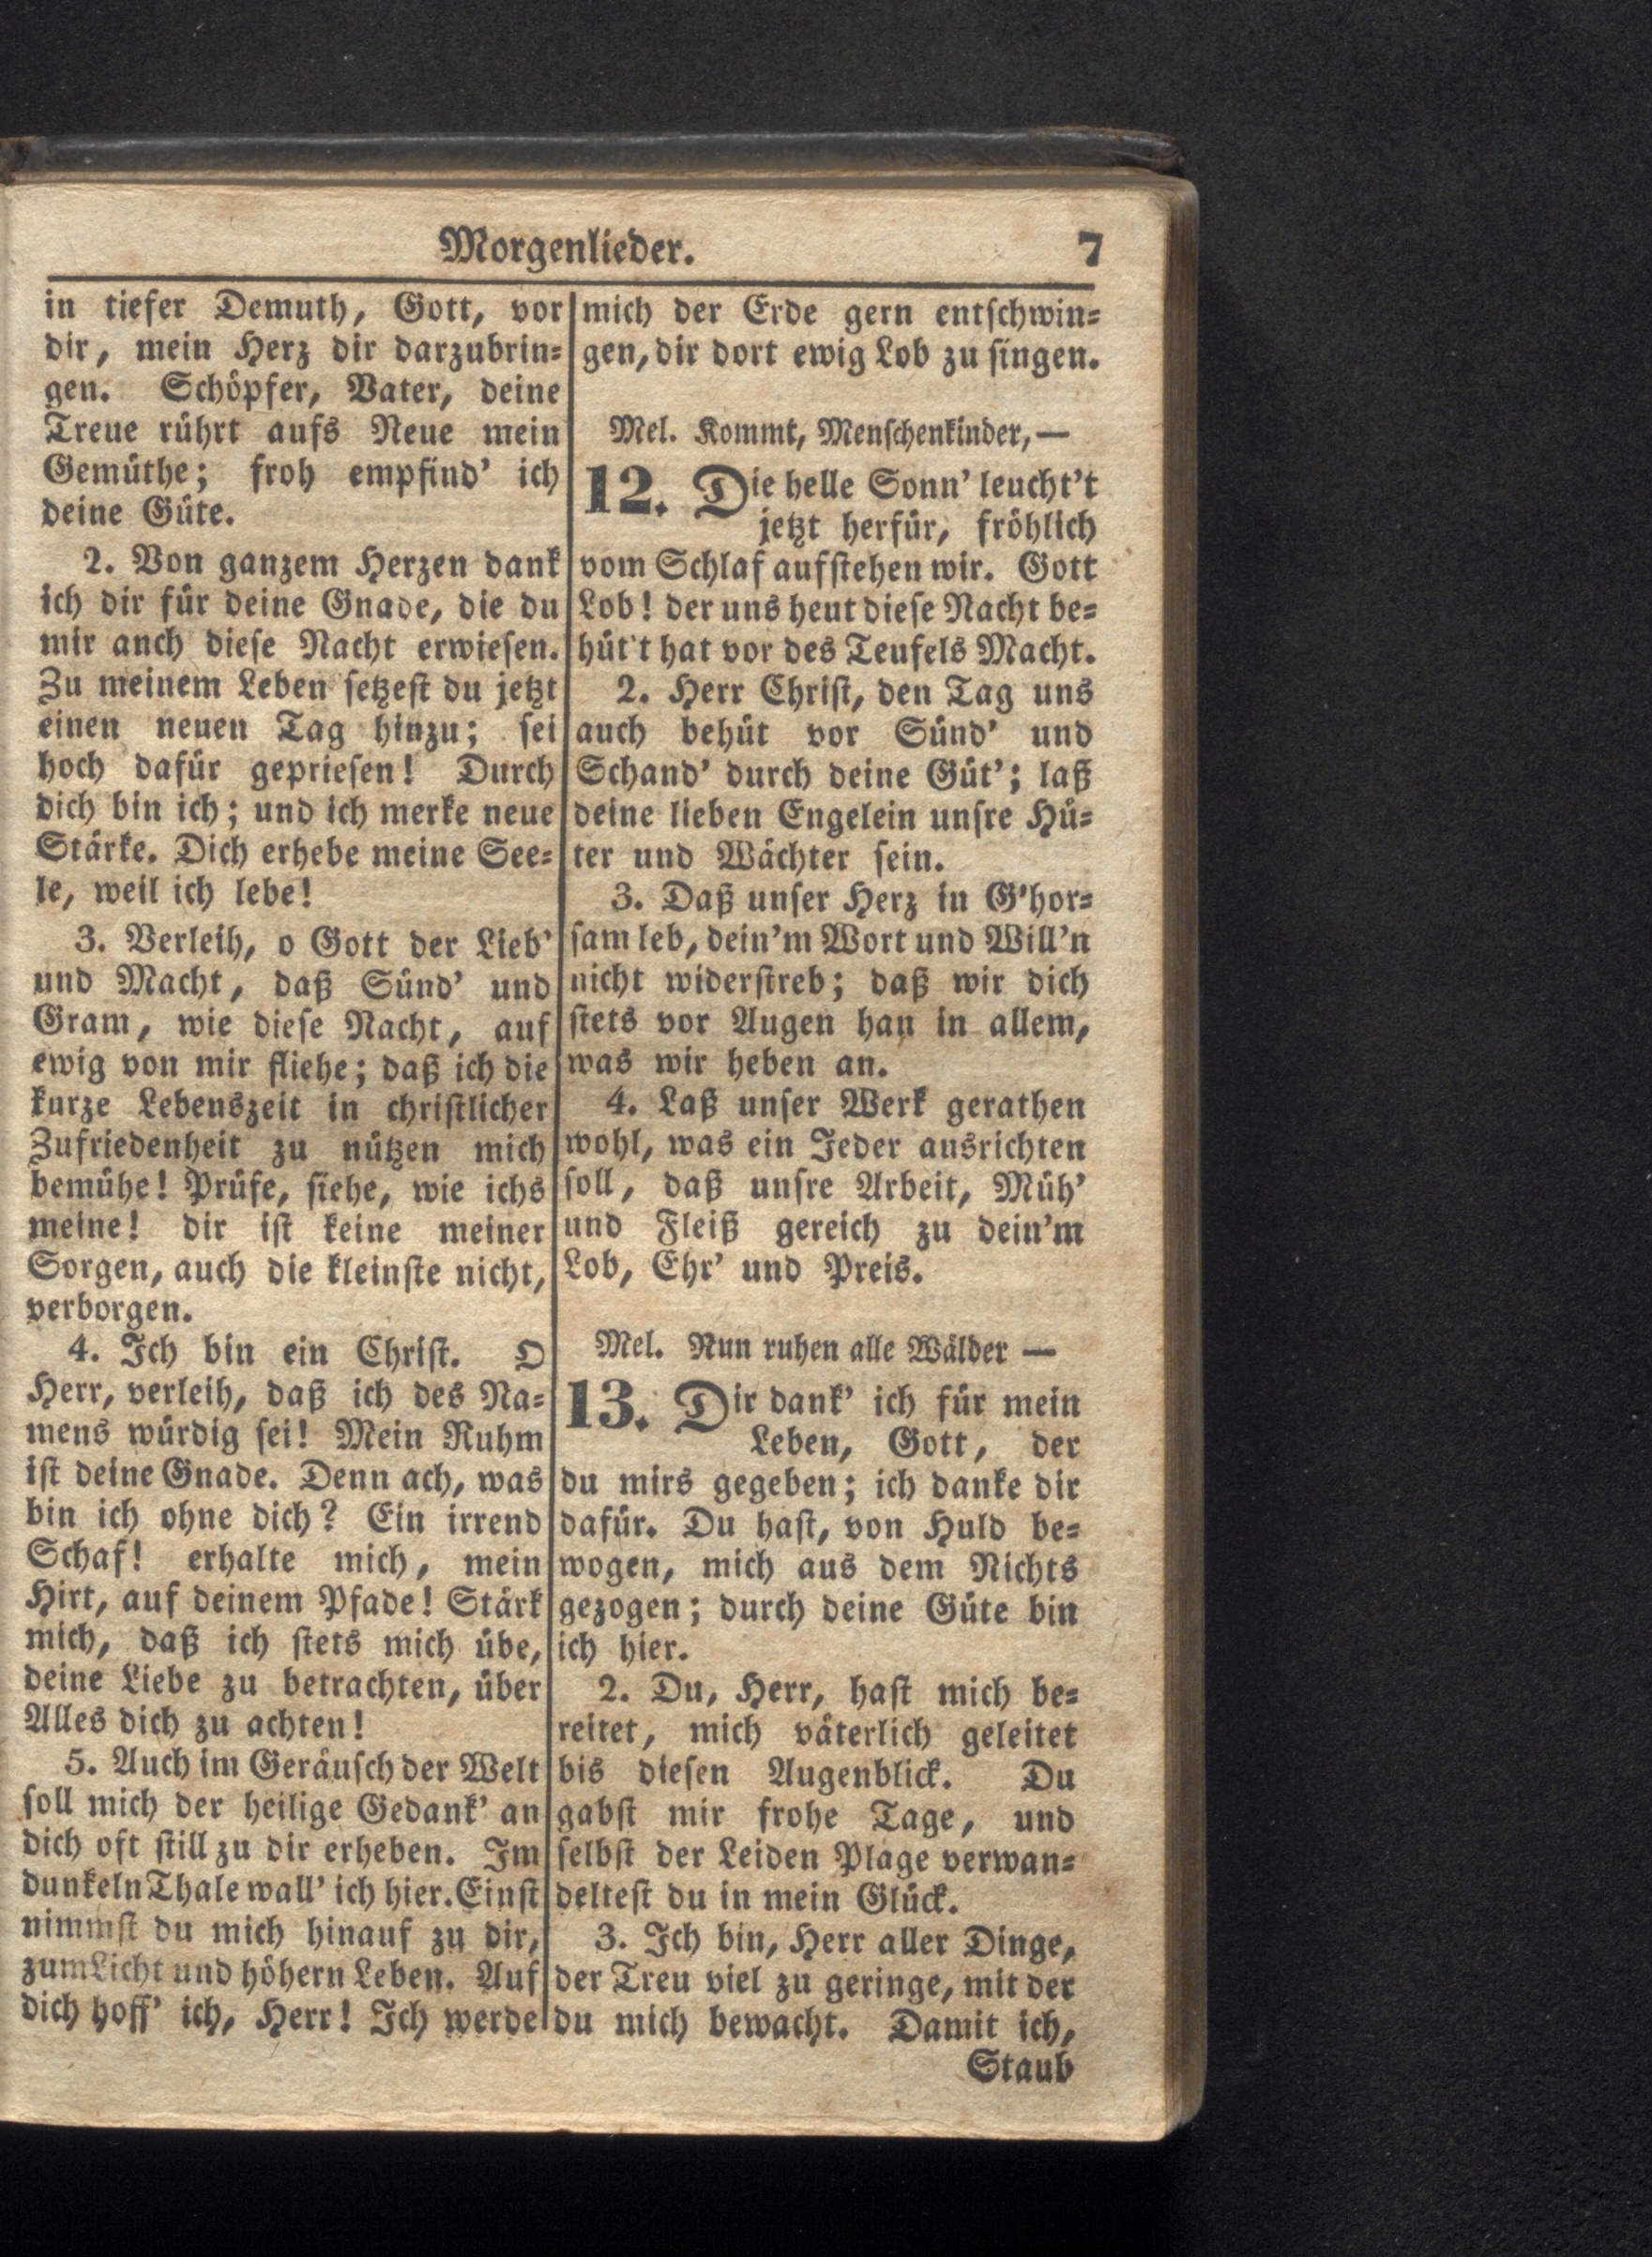 Morgenlieder. 7
in tiefer Demuth, Gott, vor
dir, mein Herz dir darzubrin-
gen. Schöpfer, Vater, deine
Treue rührt aufs Neue mein
Gemüthe; froh empfind' ich
deine Güte.
2. Von ganzem Herzen dank
ich dir für deine Gnade, die du
mir anch diese Nacht erwiesen.
Zu meinem Leben setzest du jetzt
einen neuen Tag hinzu; sei
hoch dafür gepriesen! Durch
dich bin ich; und ich merke neue
Stärke. Dich erhebe meine See-
le, weil ich lebe!
3. Verleih, o Gott der Lieb'
und Macht, daß Sünd' und
Gram, wie diese Nacht, auf
ewig von mir fliehe; daß ich die
kurze Lebenszeit in christlicher
Zufriedenheit zu nützen mich
bemühe! Prüfe, siehe, wie ichs
meine! dir ist keine meiner
Sorgen, auch die kleinste nicht,
verborgen.
4. Ich bin ein Christ. O
Herr, verleih, daß ich des Na-
mens würdig sei! Mein Ruhm
ist deine Gnade. Denn ach, was
bin ich ohne dich? Ein irrend
Schaf! erhalte mich, mein
Hirt, auf deinem Pfade! Stärk
mich, daß ich stets mich übe,
deine Liebe zu betrachten, über
Alles dich zu achten!
5. Auch im Geräusch der Welt
soll mich der heilige Gedank' an
dich oft still zu dir erheben. Im
dunkeln Thale wall' ich hier. Einst
nimmst du mich hinauf zu dir,
zum Licht und höhern Leben. Auf
dich hoff' ich, Herr! Ich werde
mich der Erde gern entschwin-
gen, dir dort ewig Lob zu singen.
Mel. Kommt, Menschenkinder, —
12. Die helle Sonn' leucht't
jetzt herfür, fröhlich
vom Schlaf aufstehen wir. Gott
Lob! der uns heut diese Nacht be-
hüt't hat vor des Teufels Macht.
2. Herr Christ, den Tag uns
auch behüt vor Sünd' und
Schand' durch deine Güt'; laß
deine lieben Engelein unsre Hü-
ter und Wächter sein.
3. Daß unser Herz in G'hor-
sam leb, dein'm Wort und Will'n
nicht widerstreb; daß wir dich
stets vor Augen han in allem,
was wir heben an.
4. Laß unser Werk gerathen
wohl, was ein Jeder ausrichten
soll, daß unsre Arbeit, Müh'
und Fleiß gereich zu dein'm
Lob, Ehr' und Preis.
Mel. Nun ruhen alle Wälder —
13. Dir dank' ich für mein
Leben, Gott, der
du mirs gegeben; ich danke dir
dafür. Du hast, von Huld be-
wogen, mich aus dem Nichts
gezogen; durch deine Güte bin
ich hier.
2. Du, Herr, hast mich be-
reitet, mich väterlich geleitet
bis diesen Augenblick. Du
gabst mir frohe Tage, und
selbst der Leiden Plage verwan-
deltest du in mein Glück.
3. Ich bin, Herr aller Dinge,
der Treu viel zu geringe, mit der
du mich bewacht. Damit ich,
Staub